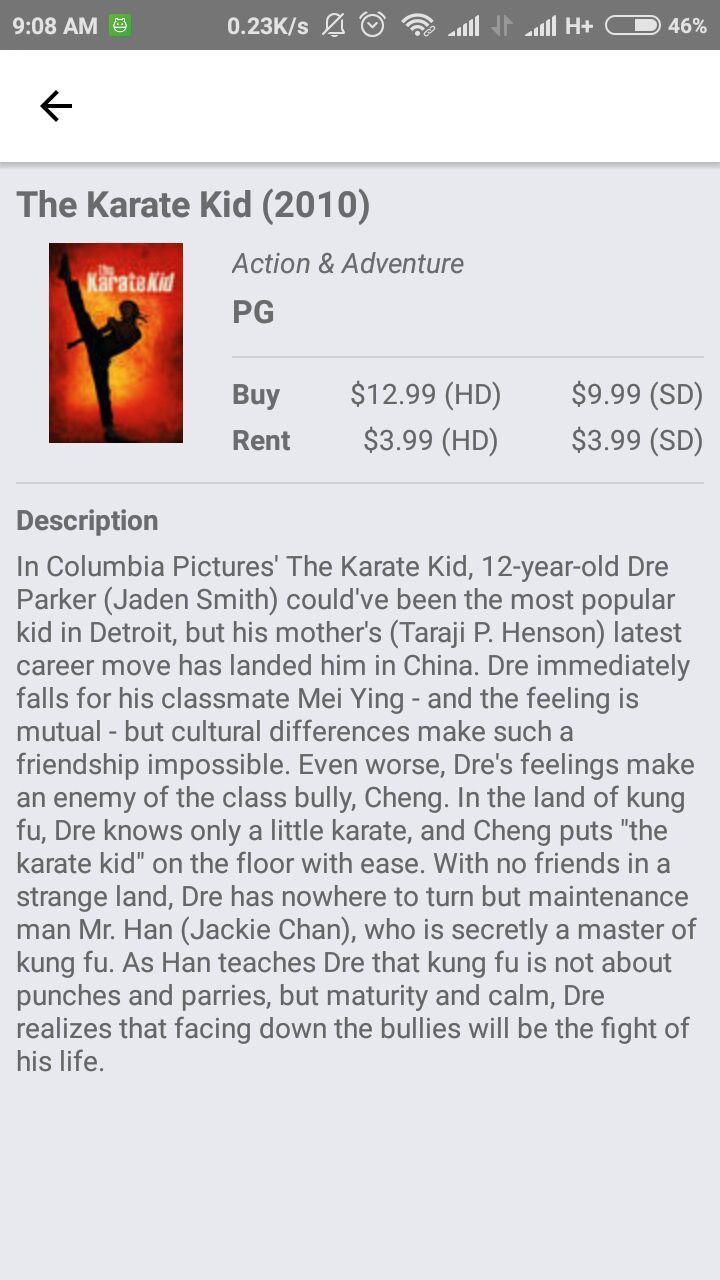 9:08 AM 0.23K/s H+ 46%
The Karate Kid (2010)
The
Karate Kid
Action & Adventure
PG
Buy $12.99 (HD) $9.99 (SD)
Rent $3.99 (HD) $3.99 (SD)
Description
In Columbia Pictures' The Karate Kid, 12-year-old Dre
Parker (Jaden Smith) could've been the most popular
kid in Detroit, but his mother's (Taraji P. Henson) latest
career move has landed him in China. Dre immediately
falls for his classmate Mei Ying - and the feeling is
mutual - but cultural differences make such a
friendship impossible. Even worse, Dre's feelings make
an enemy of the class bully, Cheng. In the land of kung
fu, Dre knows only a little karate, and Cheng puts "the
karate kid" on the floor with ease. With no friends in a
strange land, Dre has nowhere to turn but maintenance
man Mr. Han (Jackie Chan), who is secretly a master of
kung fu. As Han teaches Dre that kung fu is not about
punches and parries, but maturity and calm, Dre
realizes that facing down the bullies will be the fight of
his life.